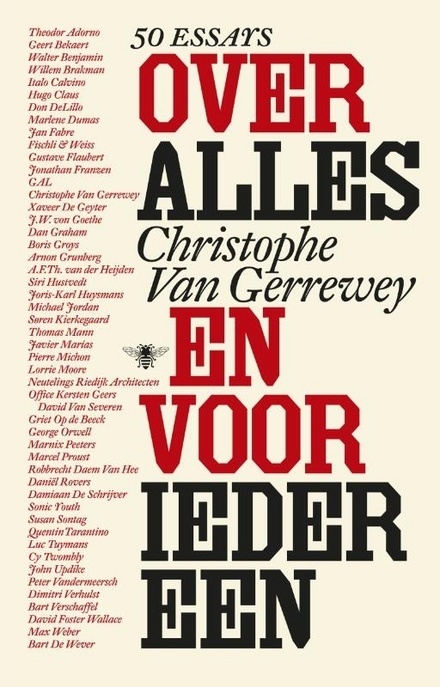 50 ESSAYS
OVER
ALLES
Christophe
Van Gerrewey
EN
VOOR
IEDER
EEN
Theodor Adorno
Geert Bekaert
Walter Benjamin
Willem Brakman
Italo Calvino
Hugo Claus
Don DeLillo
Marlene Dumas
Jan Fabre
Fischli & Weiss
Gustave Flaubert
Jonathan Franzen
GAL
Christophe Van Gerrewey
Xaveer De Geyter
J.W. von Goethe
Dan Graham
Boris Groys
Arnon Grunberg
A.F.Th. van der Heijden
Siri Hustvedt
Joris-Karl Huysmans
Michael Jordan
Søren Kierkegaard
Thomas Mann
Javier Marías
Pierre Michon
Lorrie Moore
Neutelings Riedijk Architecten
Office Kersten Geers
David Van Severen
Griet Op de Beeck
George Orwell
Marnix Peeters
Marcel Proust
Robbrecht Daem Van Hee
Daniël Rovers
Damiaan De Schrijver
Sonic Youth
Susan Sontag
Quentin Tarantino
Luc Tuymans
Cy Twombly
John Updike
Peter Vandermeersch
Dimitri Verhulst
Bart Verschaffel
David Foster Wallace
Max Weber
Bart De Wever